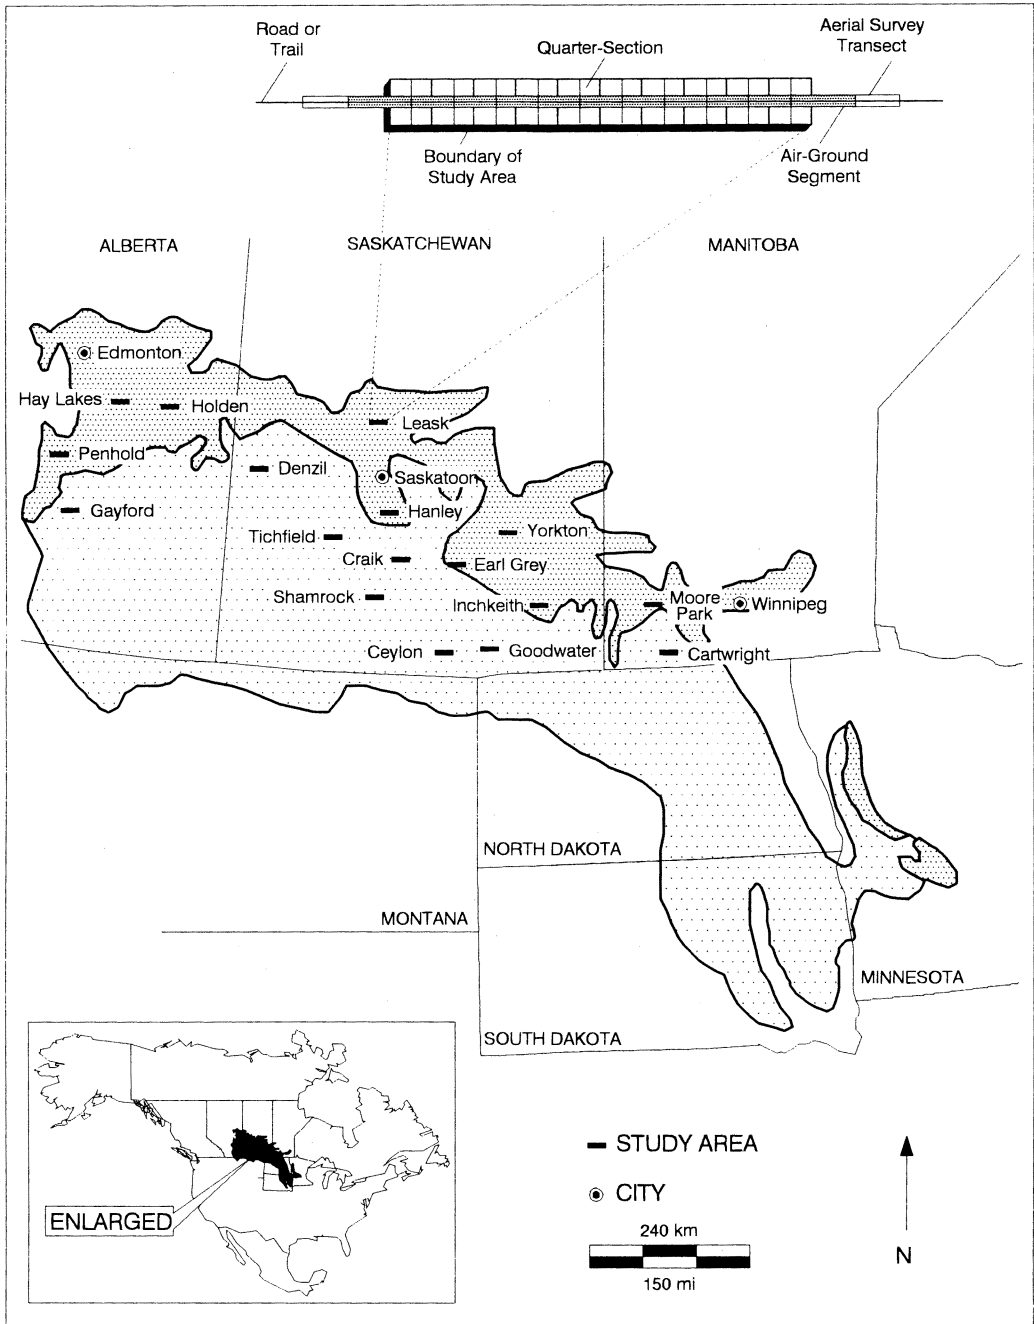 Road or
Trail
Quarter-Section
Aerial Survey
Transect
Boundary of
Study Area
Air-Ground
Segment
ALBERTA
SASKATCHEWAN
MANITOBA
Edmonton
Hay Lakes
Holden
Leask
Penhold
Denzil
Saskatoon
Gayford
Hanley
Tichfield
Yorkton
Craik
Earl Grey
Shamrock
Inchkeith
Moore
Park
Winnipeg
Ceylon
Goodwater
Cartwright
NORTH DAKOTA
MONTANA
MINNESOTA
SOUTH DAKOTA
ENLARGED
STUDY AREA
CITY
240 km
150 mi
N